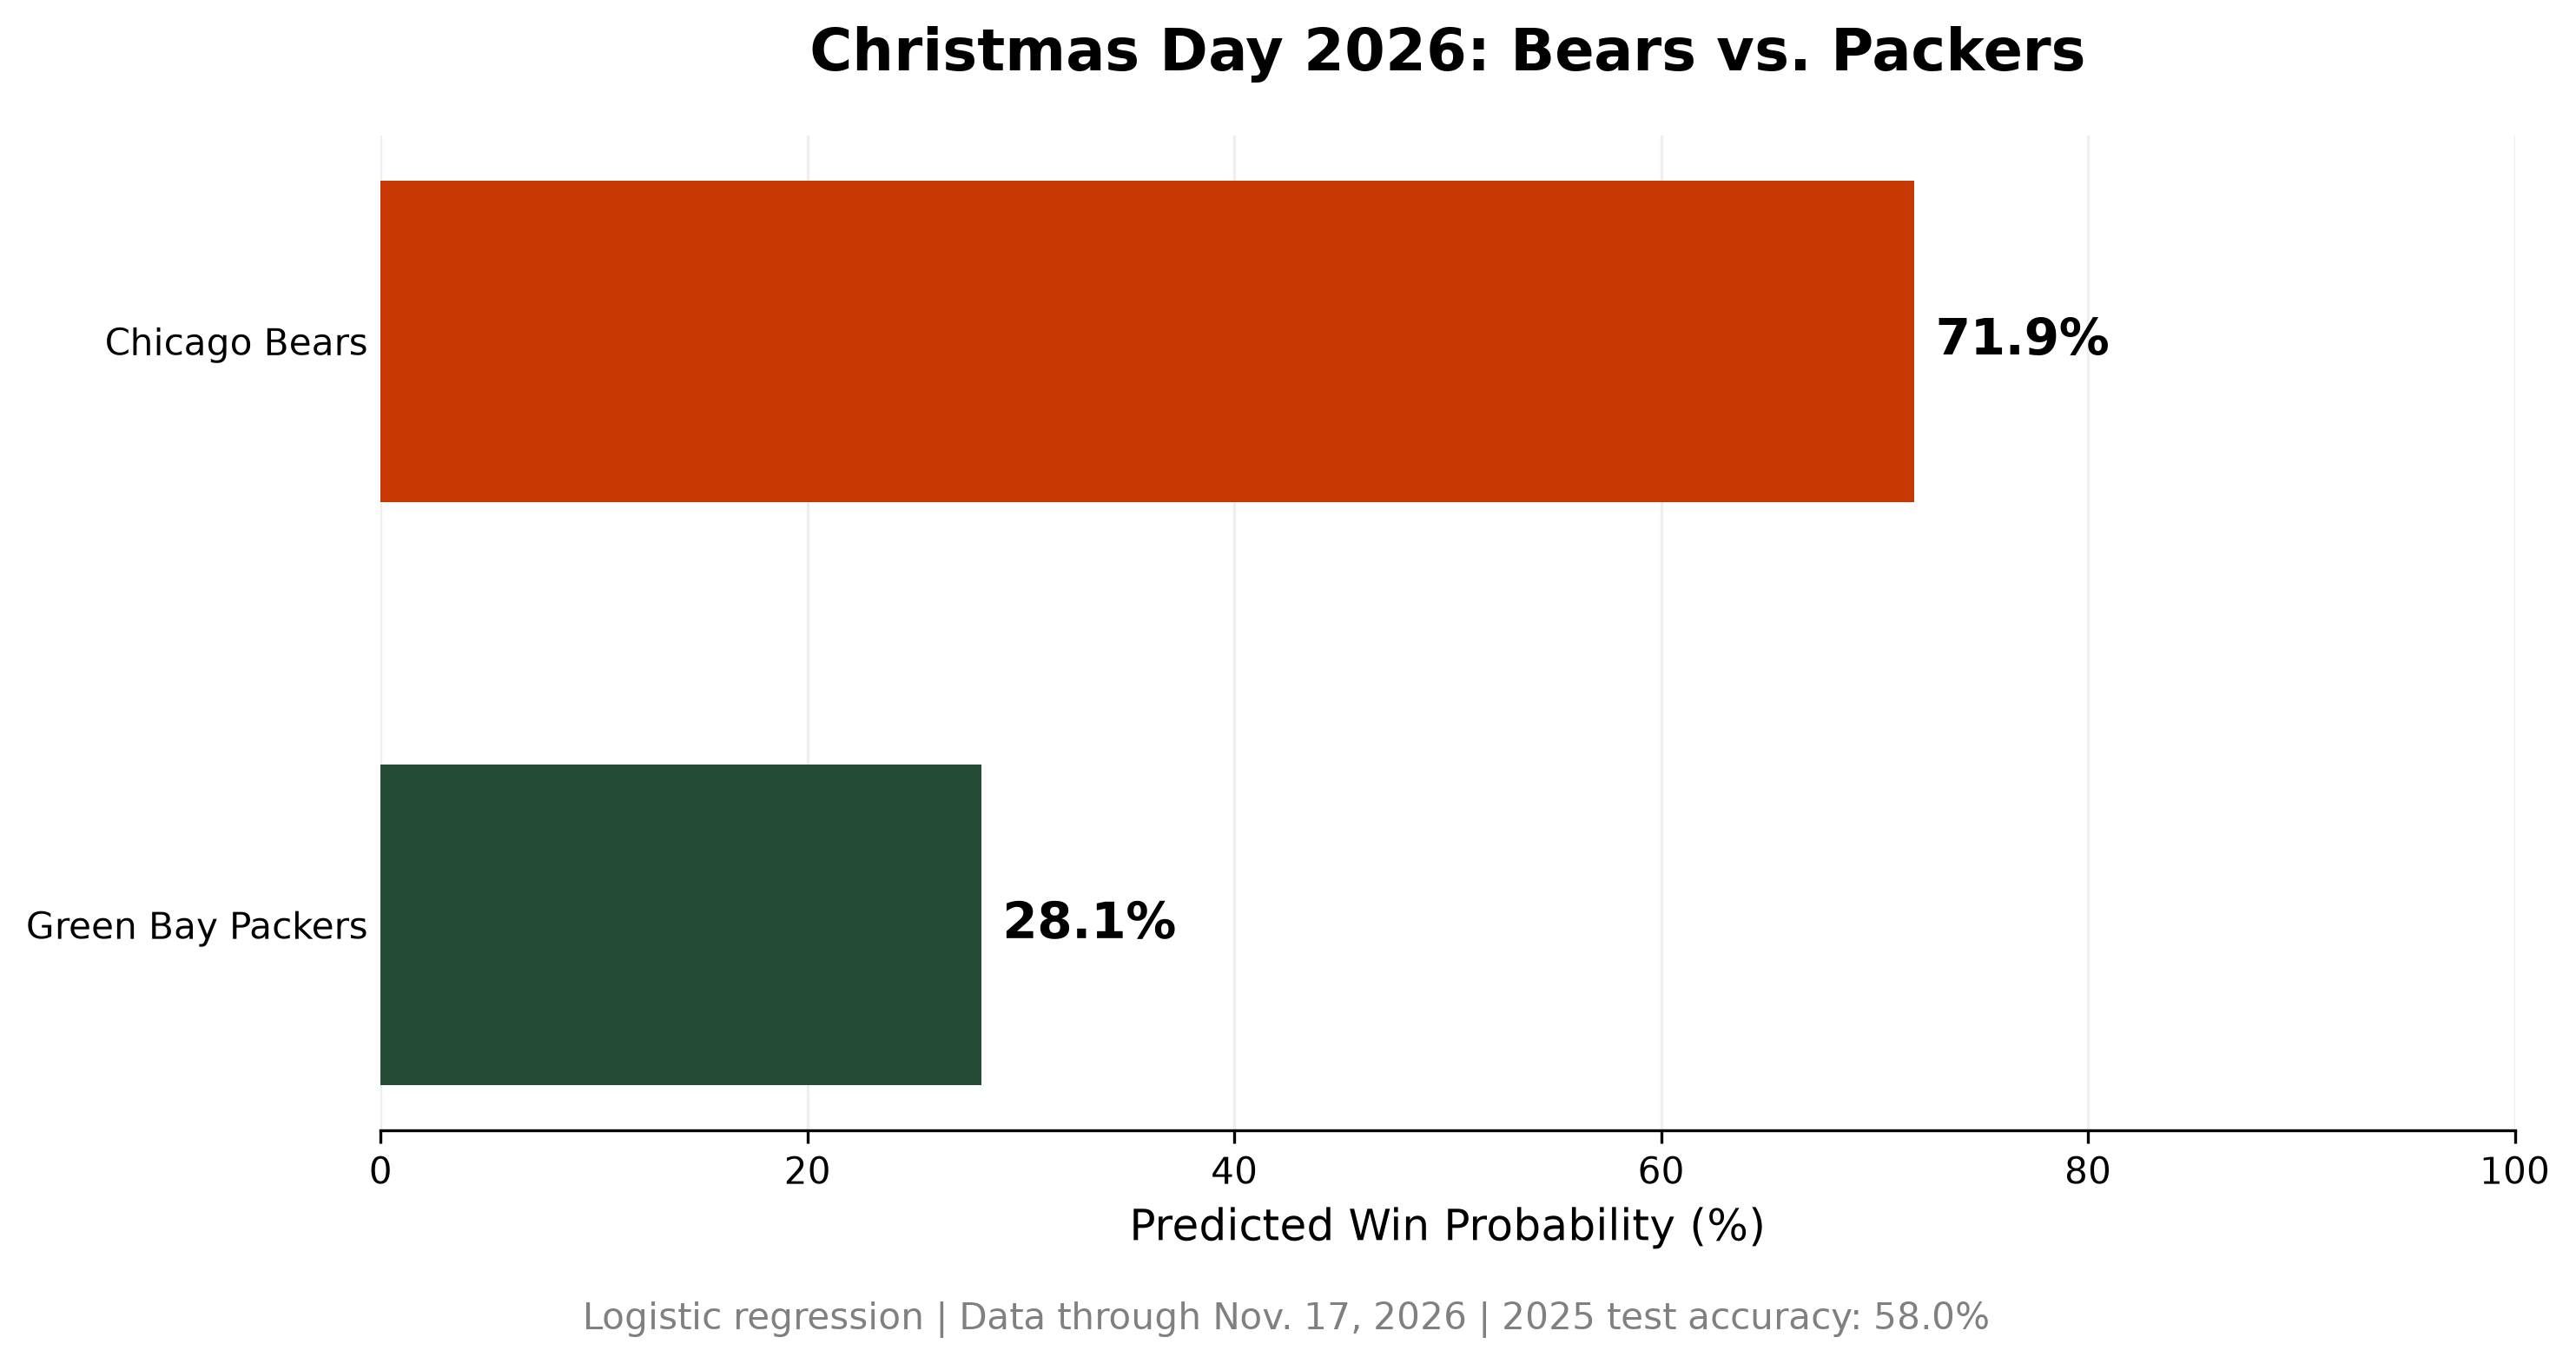 Christmas Day 2026: Bears vs. Packers
Chicago Bears
71.9%
Green Bay Packers
28.1%
0 20 40 60 80 100
Predicted Win Probability (%)
Logistic regression | Data through Nov. 17, 2026 | 2025 test accuracy: 58.0%